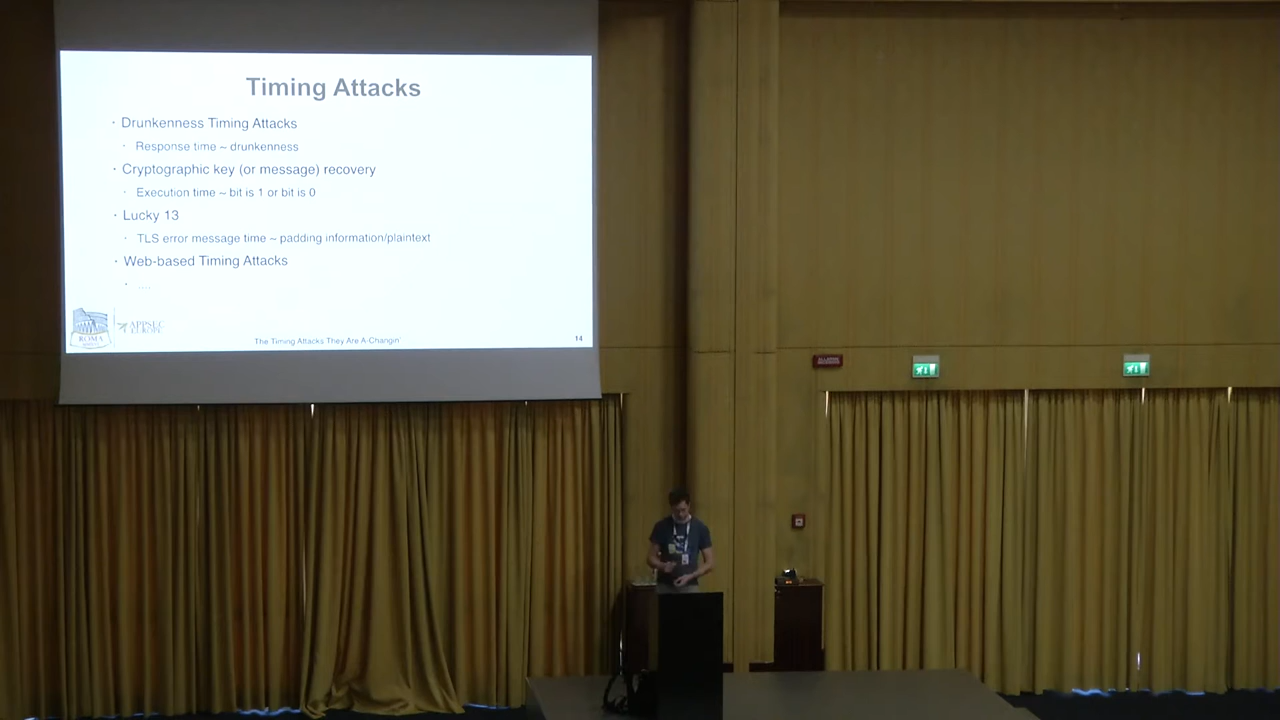 Timing Attacks
· Drunkenness Timing Attacks
· Response time ~ drunkenness
· Cryptographic key (or message) recovery
· Execution time ~ bit is 1 or bit is 0
· Lucky 13
· TLS error message time ~ padding information/plaintext
· Web-based Timing Attacks
· ....
ROMA
The Timing Attacks They Are A-Changin'
14